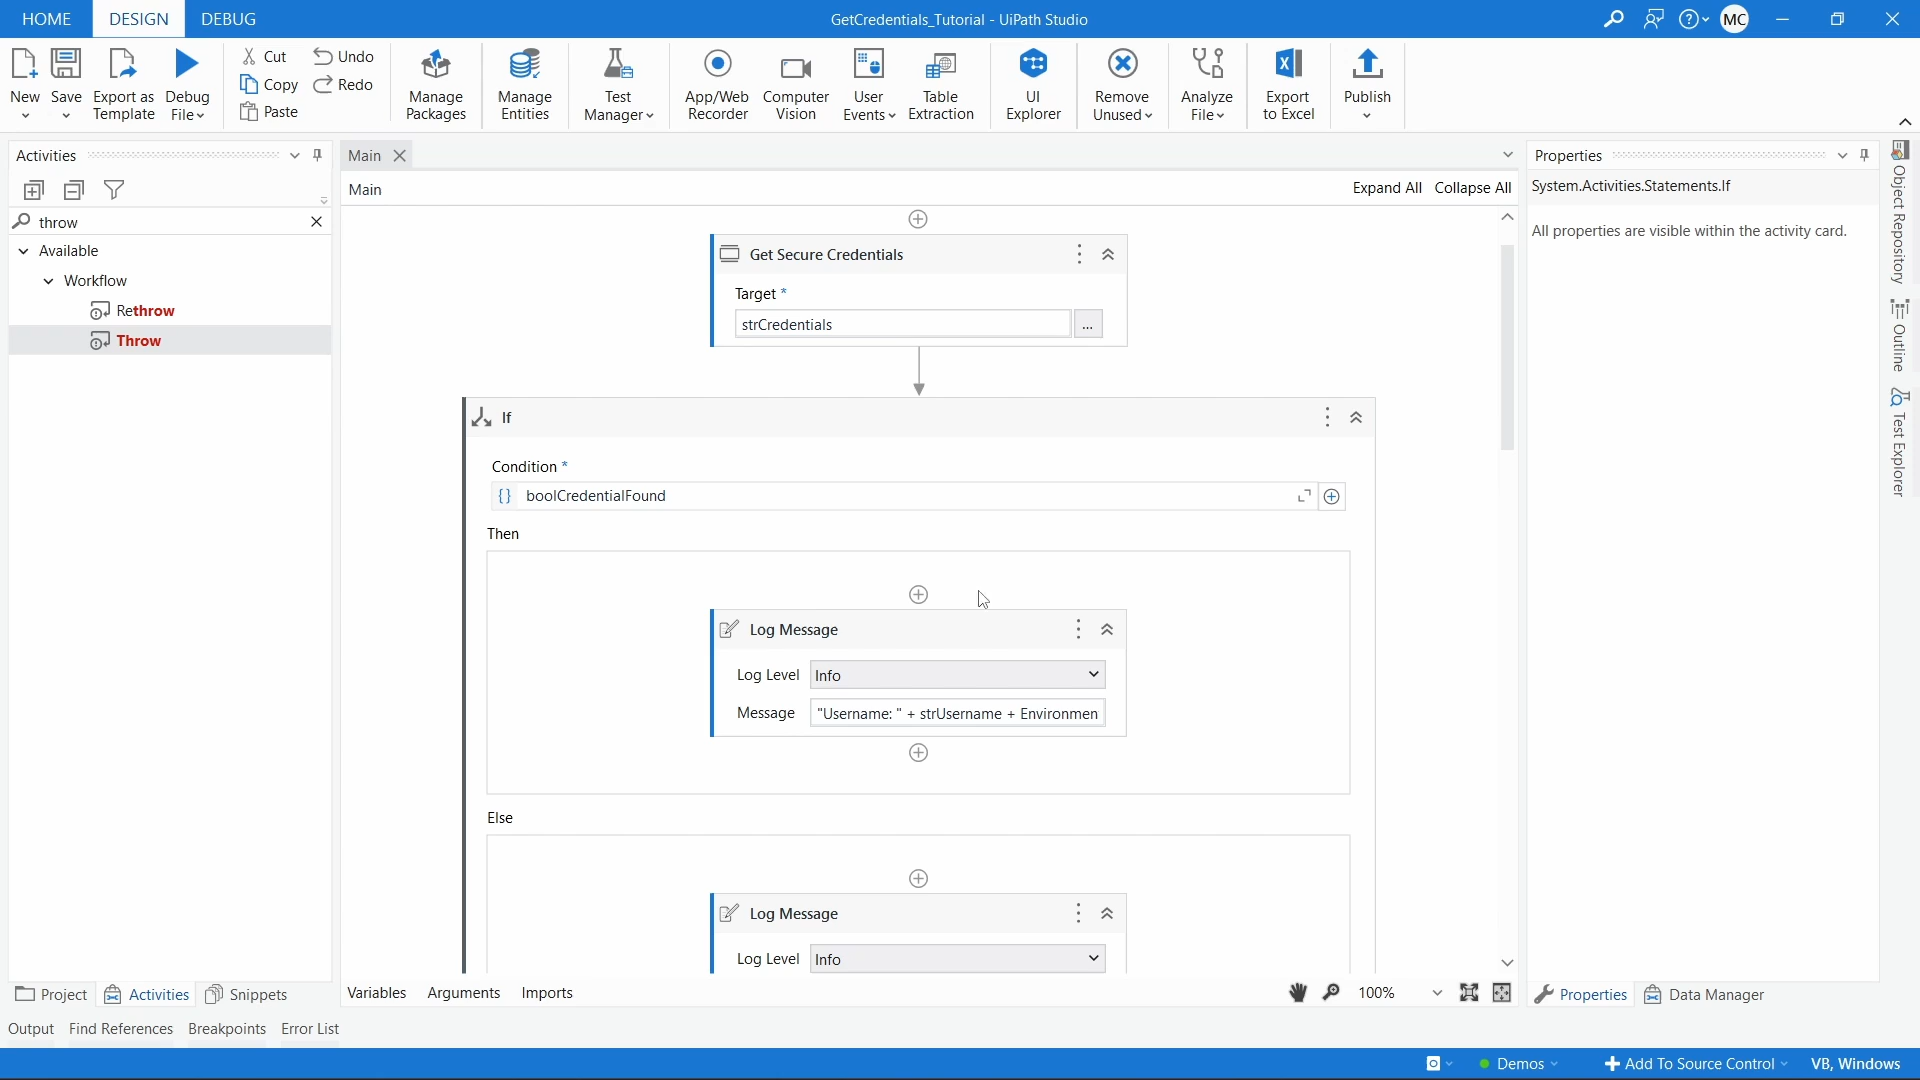 HOME DESIGN DEBUG GetCredentials_Tutorial - UiPath Studio MC
New
Save
Export as
Template
Debug
File
Cut
Copy
Paste
Undo
Redo
Manage
Packages
Manage
Entities
Test
Manager
App/Web
Recorder
Computer
Vision
User
Events
Table
Extraction
UI
Explorer
Remove
Unused
Analyze
File
Export
to Excel
Publish
Activities
throw
Available
Workflow
Rethrow
Throw
Project Activities Snippets
Main
Main Expand All Collapse All
Get Secure Credentials
Target *
strCredentials ...
If
Condition *
{} boolCredentialFound
Then
Log Message
Log Level Info
Message "Username: " + strUsername + Environmen
Else
Log Message
Log Level Info
Variables Arguments Imports 100%
Properties
System.Activities.Statements.If
All properties are visible within the activity card.
Properties Data Manager
Object Repository
Outline
Test Explorer
Output Find References Breakpoints Error List
Demos Add To Source Control VB, Windows